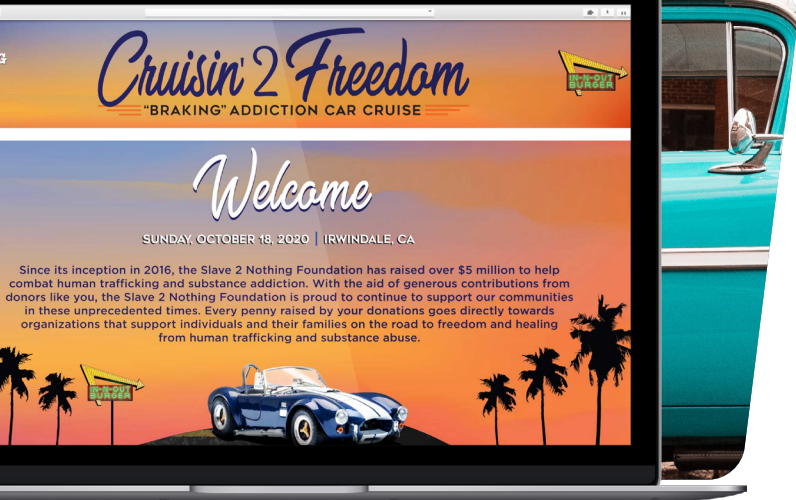 G
Cruisin' 2 Freedom
IN-N-OUT
BURGER
"BRAKING" ADDICTION CAR CRUISE
Welcome
SUNDAY, OCTOBER 18, 2020 | IRWINDALE, CA
Since its inception in 2016, the Slave 2 Nothing Foundation has raised over $5 million to help
combat human trafficking and substance addiction. With the aid of generous contributions from
donors like you, the Slave 2 Nothing Foundation is proud to continue to support our communities
in these unprecedented times. Every penny raised by your donations goes directly towards
organizations that support individuals and their families on the road to freedom and healing
from human trafficking and substance abuse.
IN-N-OUT
BURGER